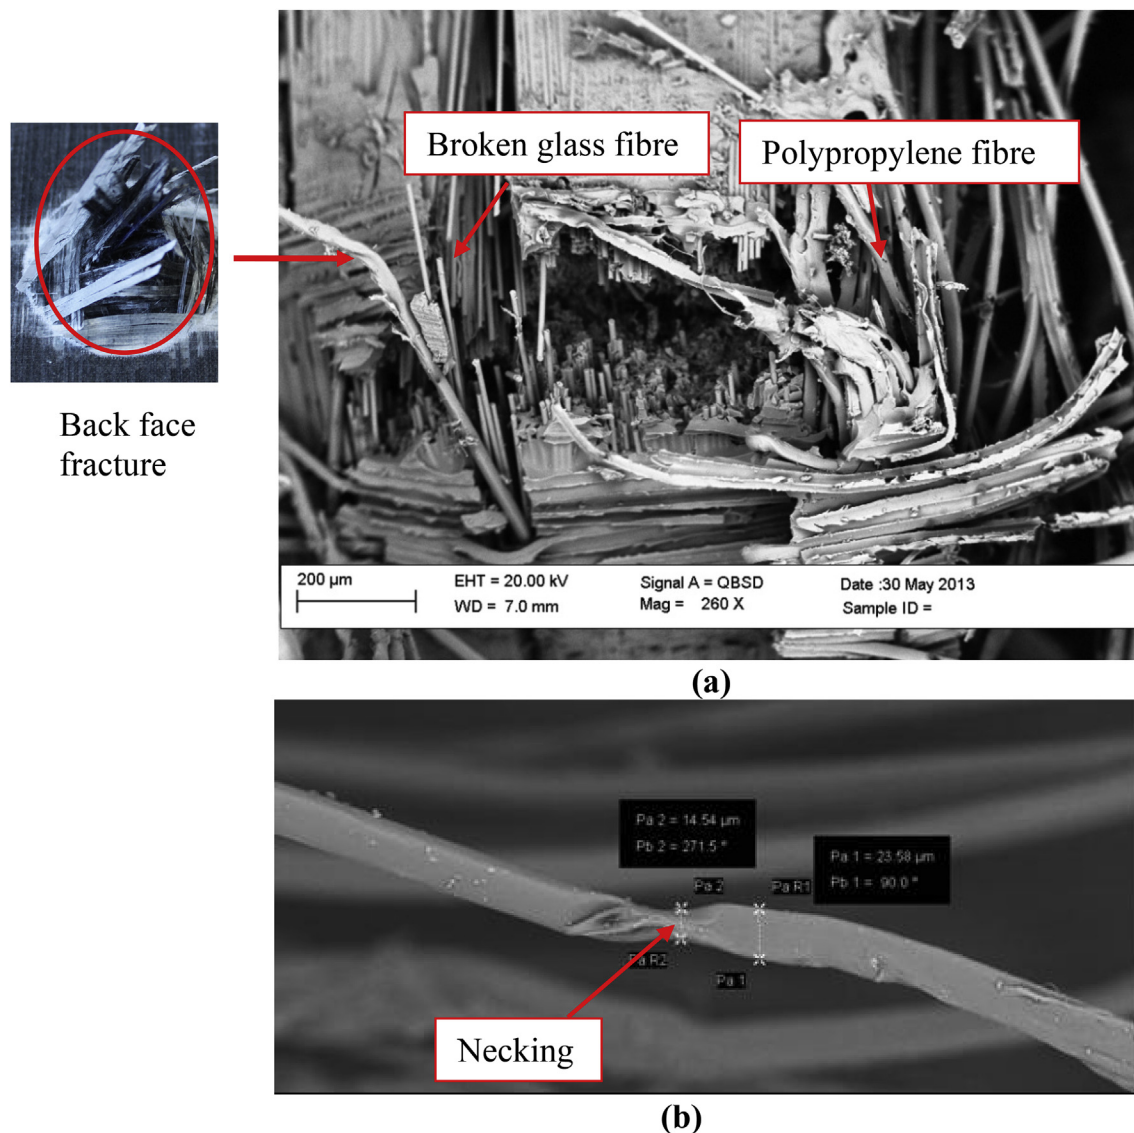 Broken glass fibre
Polypropylene fibre
Back face
fracture
200 µm
EHT = 20.00 kV
WD = 7.0 mm
Signal A = QBSD
Mag = 260 X
Date :30 May 2013
Sample ID =
(a)
Pa 2 = 14.54 µm
Pb 2 = 271.5 °
Pa 1 = 23.58 µm
Pb 1 = 90.0 °
Pa 2
Pa R1
Pa R2
Pa 1
Necking
(b)